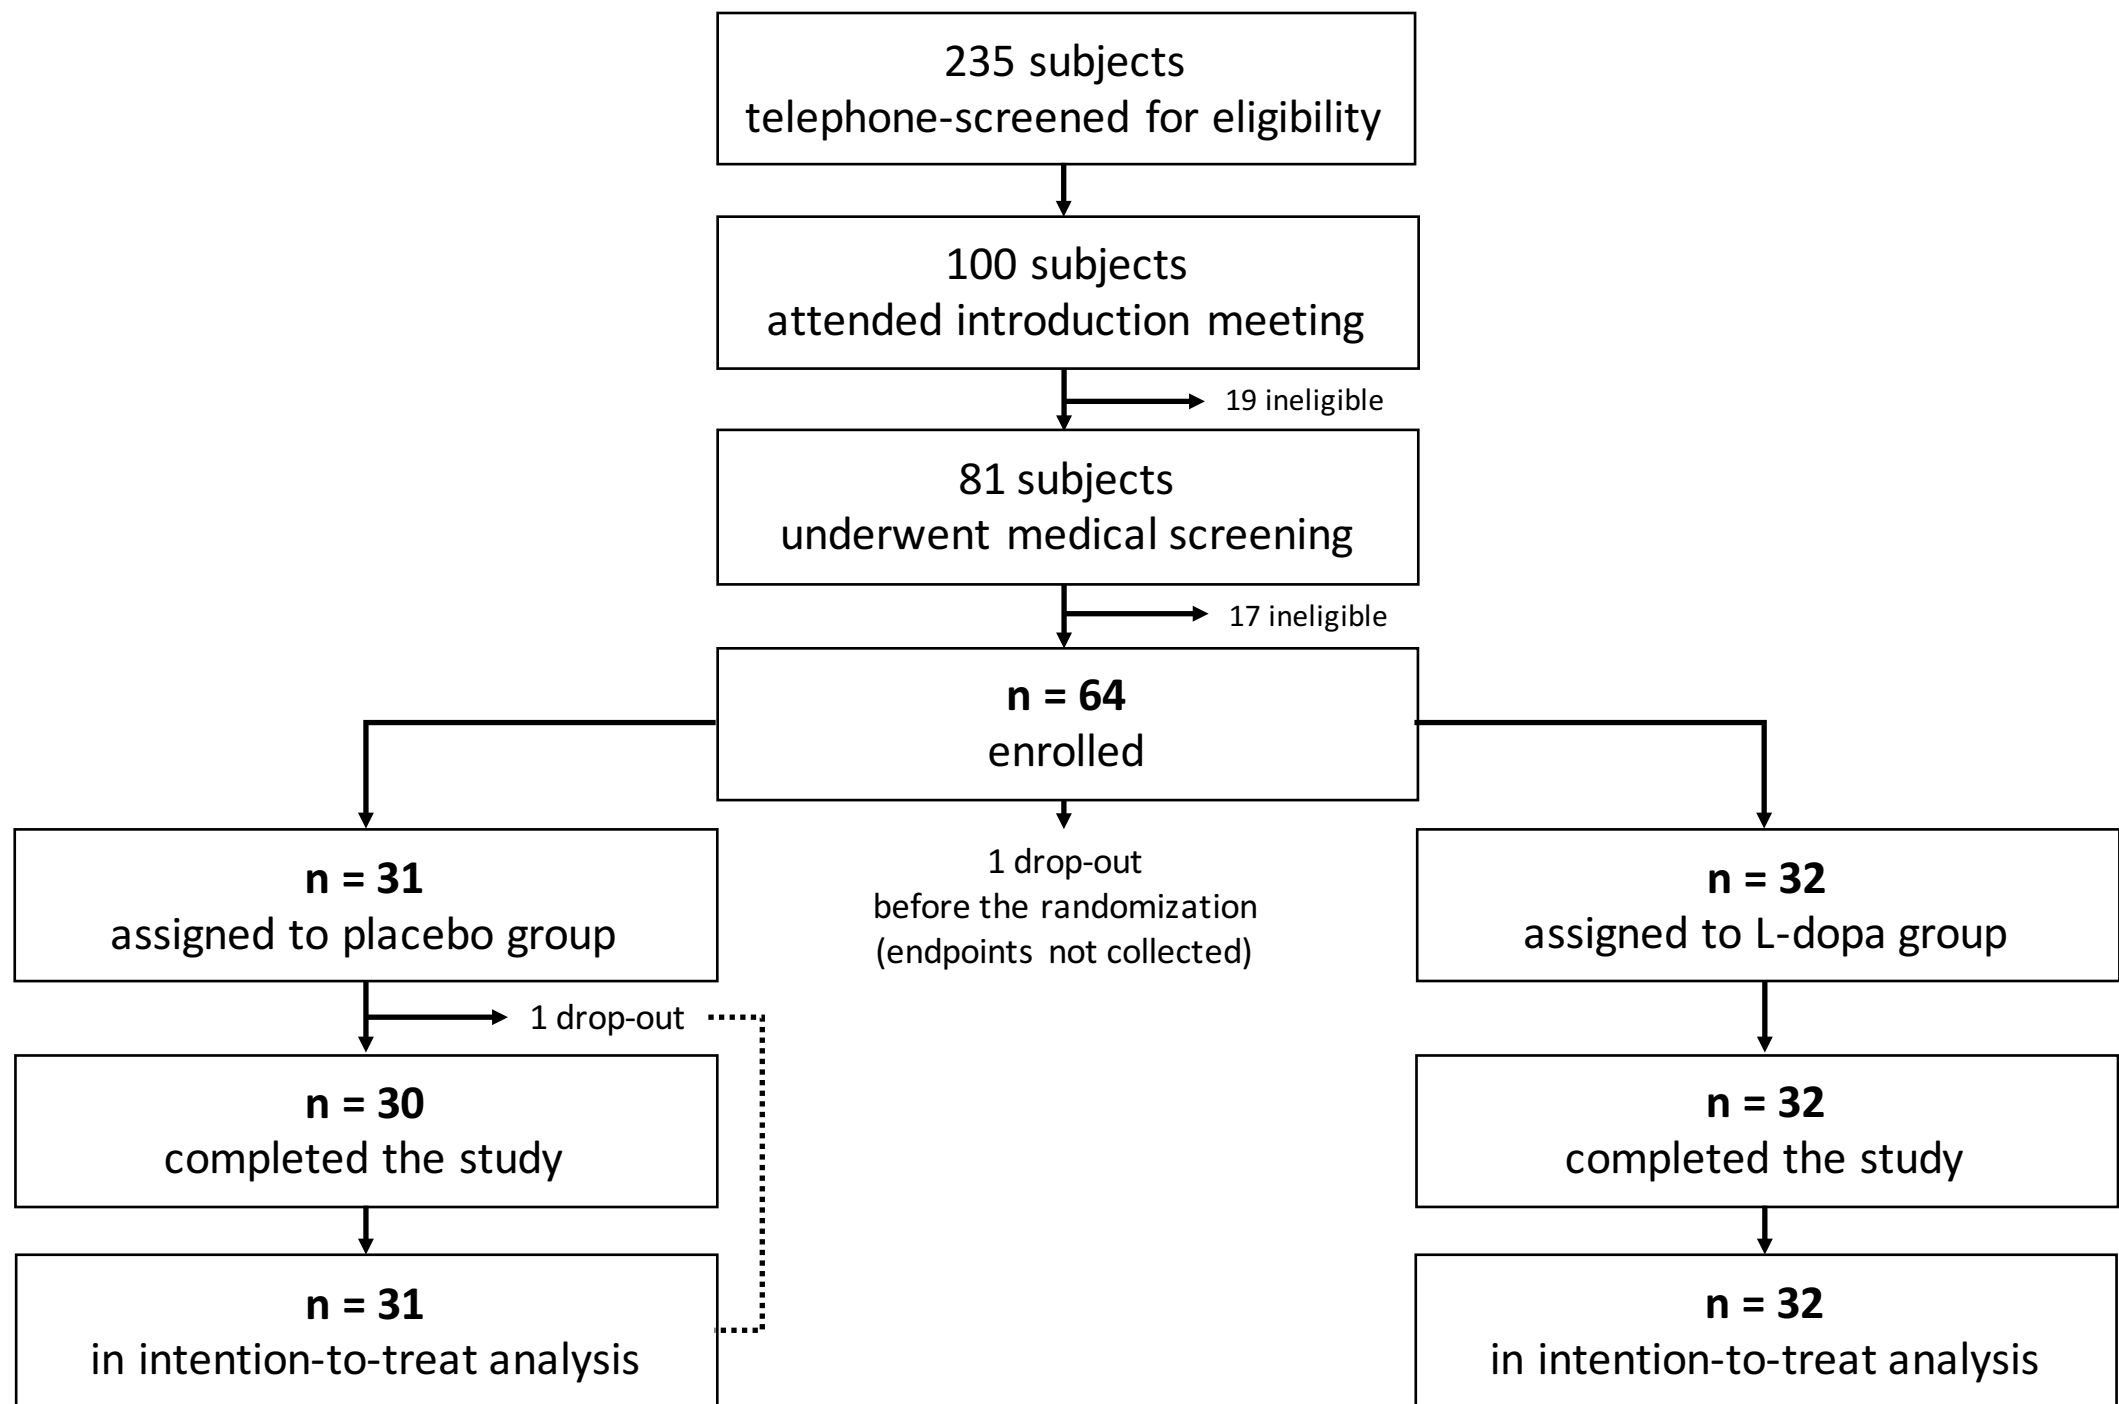 235 subjects
telephone-screened for eligibility
100 subjects
attended introduction meeting
19 ineligible
81 subjects
underwent medical screening
17 ineligible
n = 64
enrolled
1 drop-out
before the randomization
(endpoints not collected)
n = 31
assigned to placebo group
1 drop-out
n = 30
completed the study
n = 31
in intention-to-treat analysis
n = 32
assigned to L-dopa group
n = 32
completed the study
n = 32
in intention-to-treat analysis